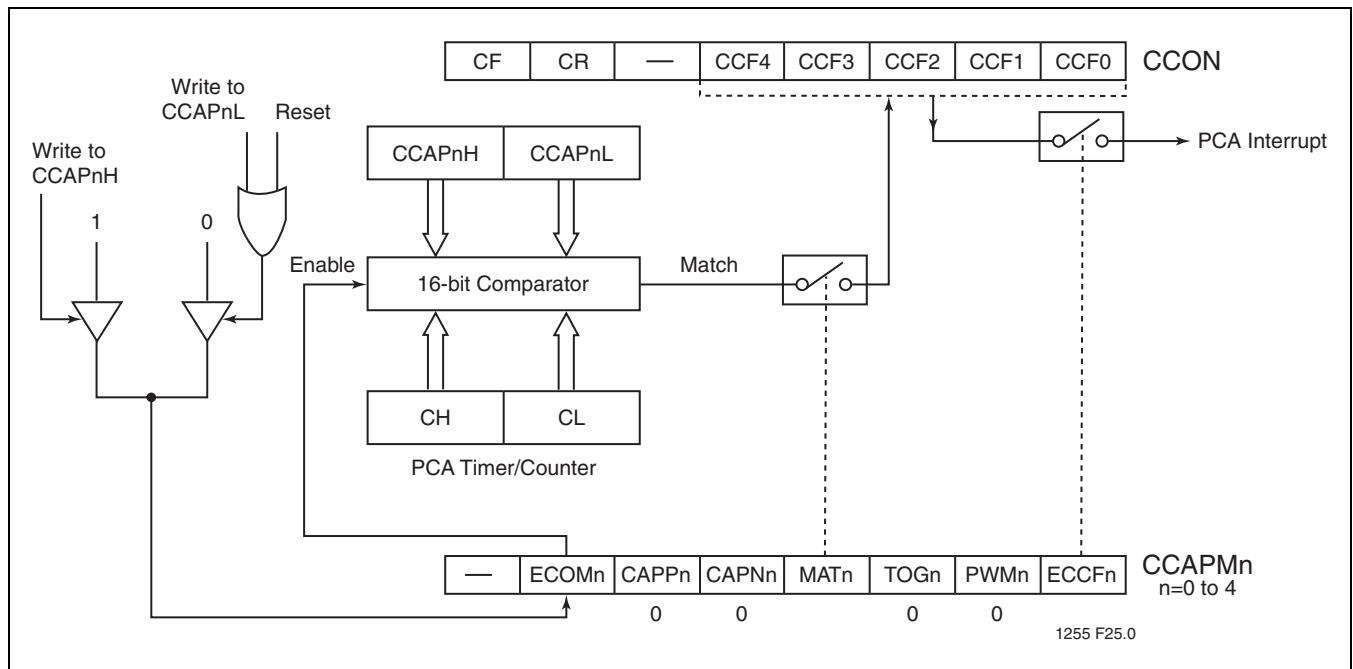 CF CR — CCF4 CCF3 CCF2 CCF1 CCF0 CCON
Write to
CCAPnL
Reset
Write to
CCAPnH
CCAPnH CCAPnL
PCA Interrupt
1 0
Enable
16-bit Comparator
Match
CH CL
PCA Timer/Counter
— ECOMn CAPPn CAPNn MATn TOGn PWMn ECCFn CCAPMn
n=0 to 4
0 0 0 0
1255 F25.0